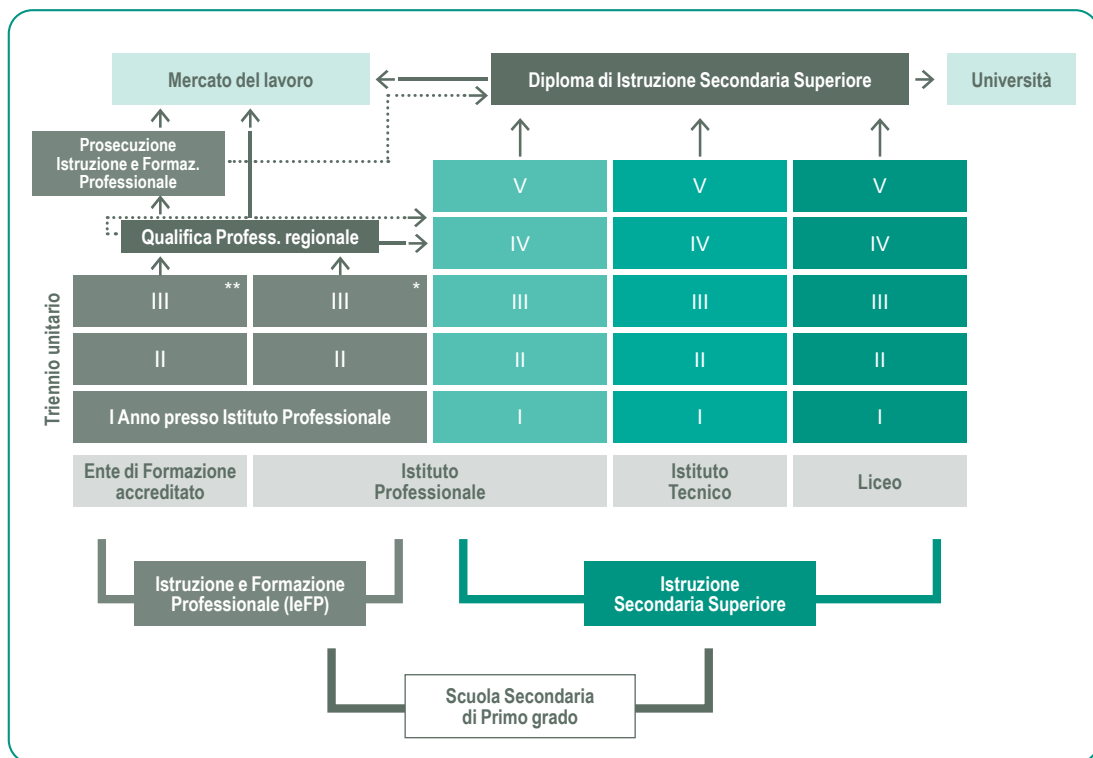 Mercato del lavoro
Diploma di Istruzione Secondaria Superiore
Università
Prosecuzione
Istruzione e Formaz.
Professionale
Qualifica Profess. regionale
V
V
V
IV
IV
IV
Triennio unitario
III **
III *
III
III
III
II
II
II
II
II
I Anno presso Istituto Professionale
I
I
I
Ente di Formazione
accreditato
Istituto
Professionale
Istituto
Tecnico
Liceo
Istruzione e Formazione
Professionale (IeFP)
Istruzione
Secondaria Superiore
Scuola Secondaria
di Primo grado